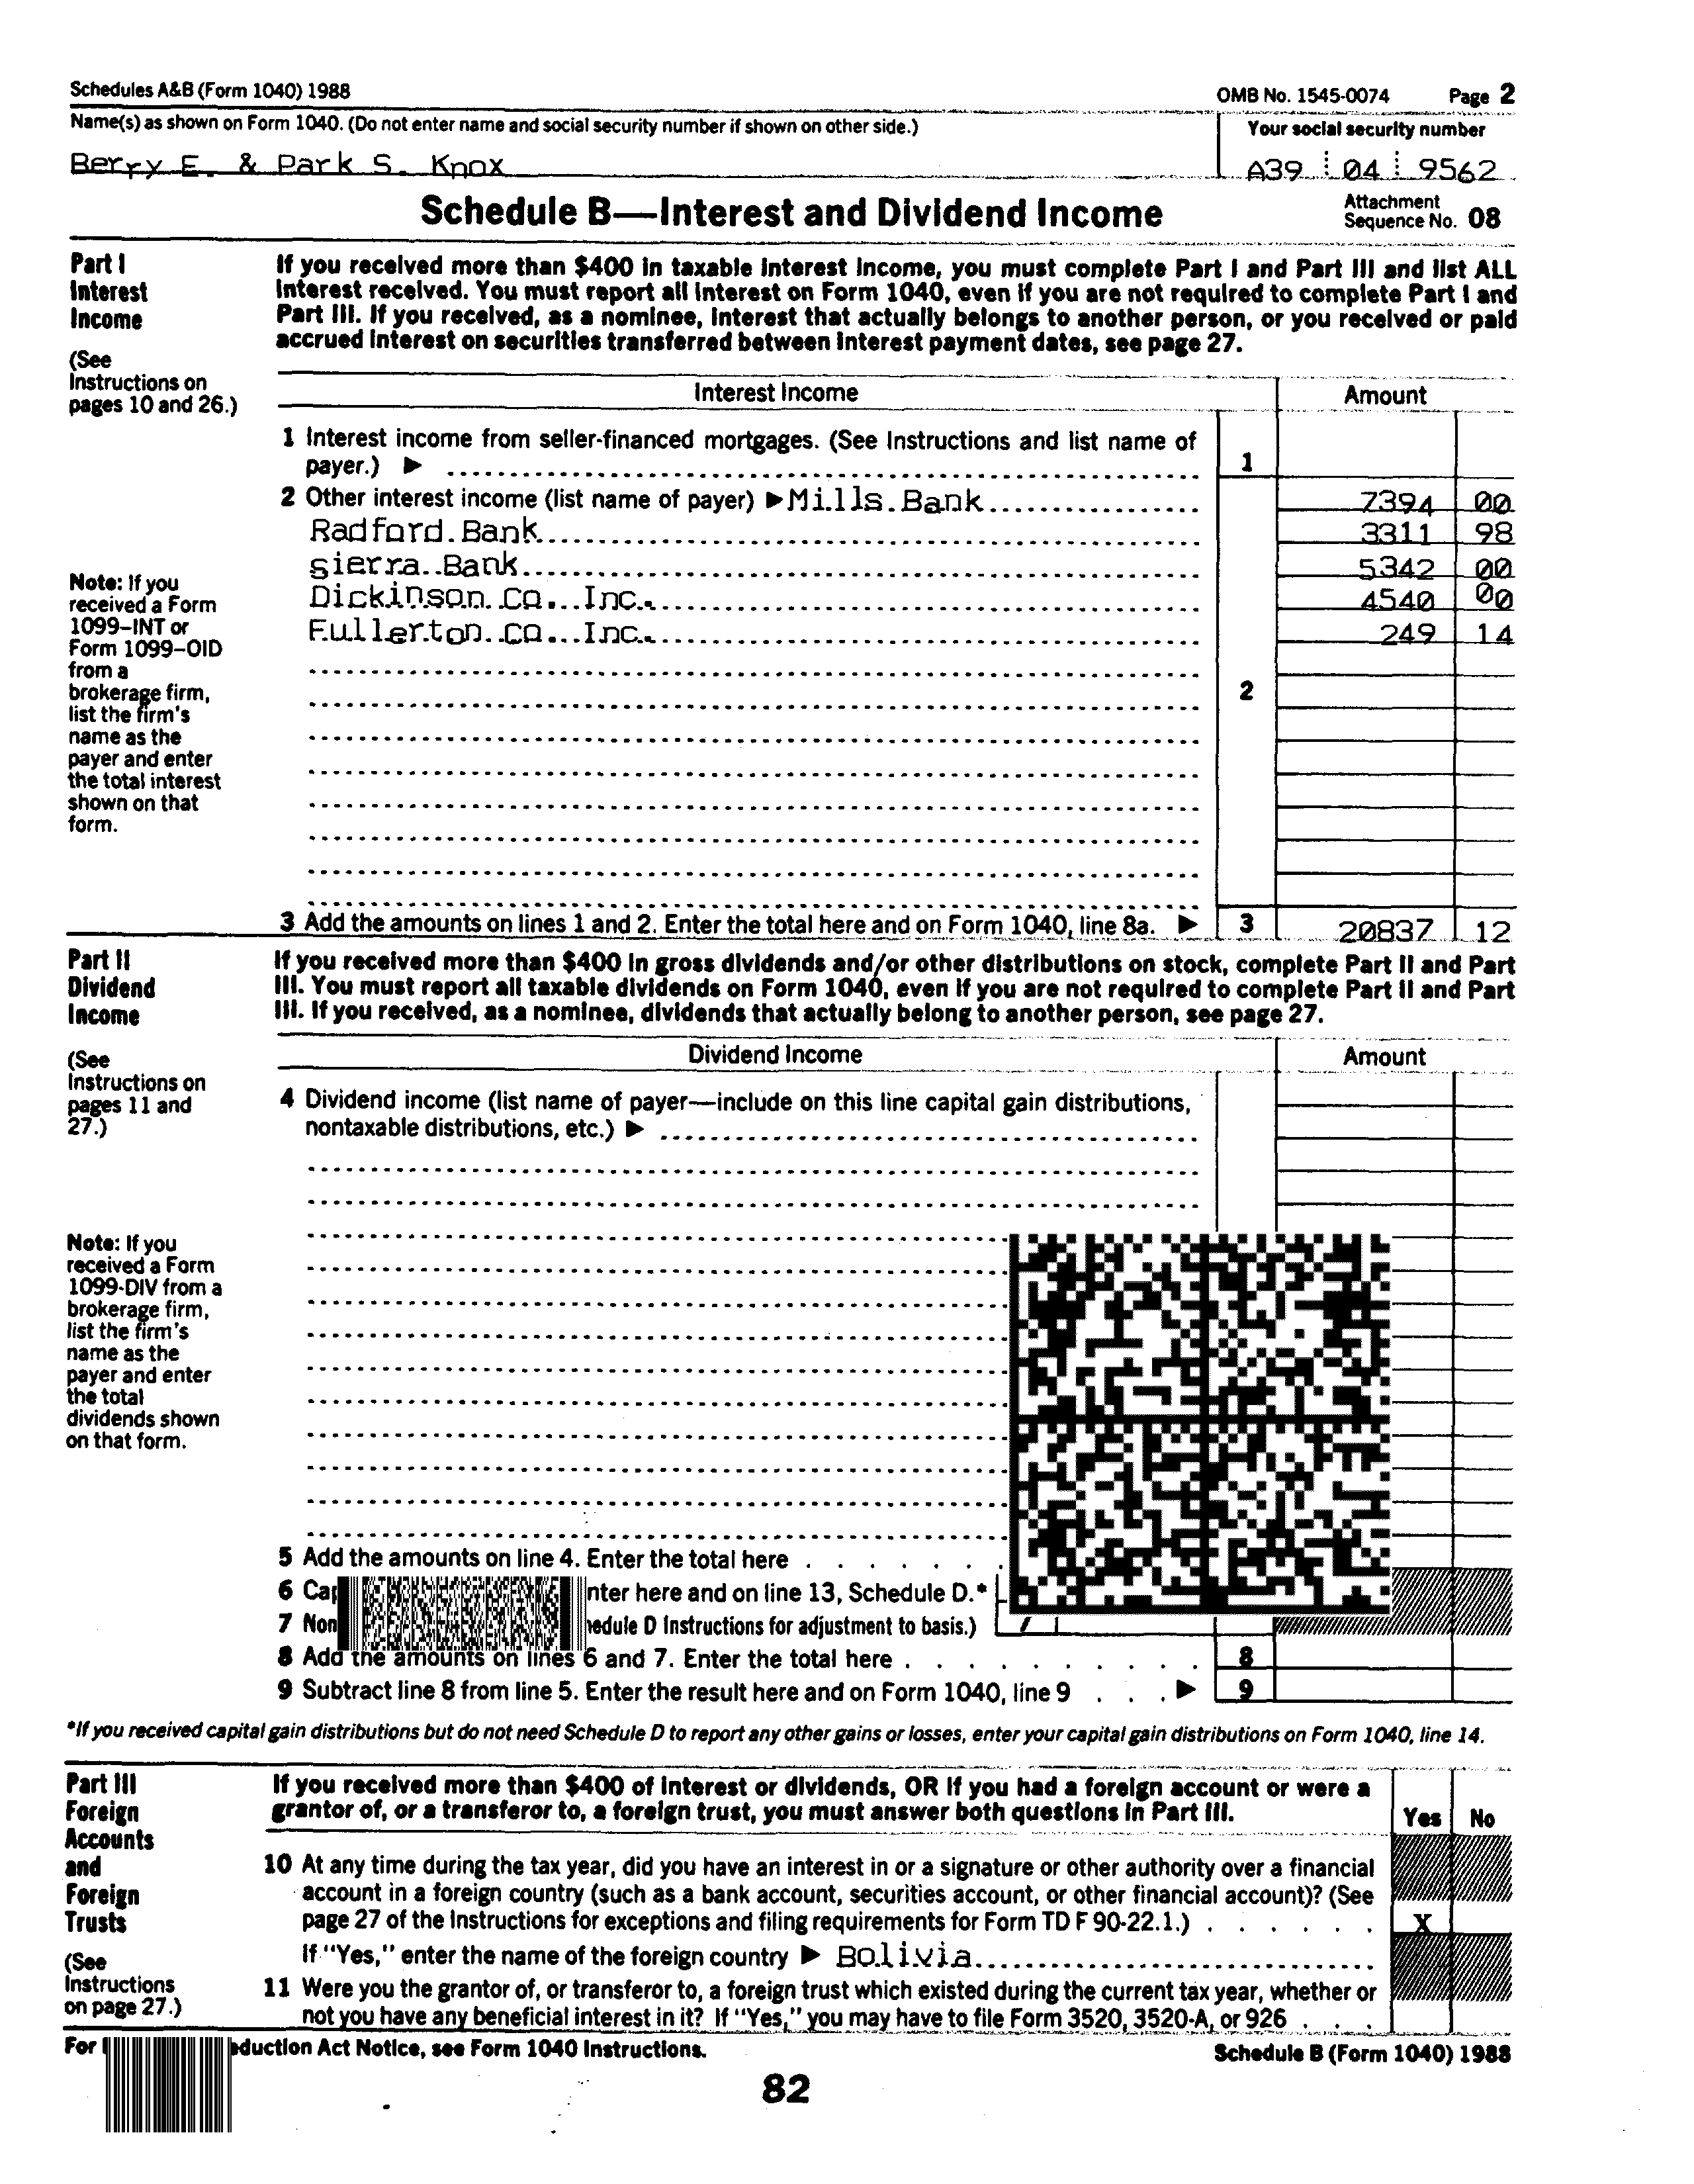 Schedules A&B (Form 1040) 1988
OMB No. 1545-0074 Page 2
Name(s) as shown on Form 1040. (Do not enter name and social security number if shown on other side.)
Your social security number
Berry E. & Park S. Knox
A39 04 9562
Schedule B—Interest and Dividend Income
Attachment
Sequence No. 08
Part I
Interest
Income
(See
Instructions on
pages 10 and 26.)
If you received more than $400 in taxable interest income, you must complete Part I and Part III and list ALL
interest received. You must report all interest on Form 1040, even if you are not required to complete Part I and
Part III. If you received, as a nominee, interest that actually belongs to another person, or you received or paid
accrued interest on securities transferred between interest payment dates, see page 27.
Interest Income Amount
1 Interest income from seller-financed mortgages. (See Instructions and list name of
payer.) ▶ 1
2 Other interest income (list name of payer) ▶ Mills Bank 7394 00
Radford Bank 3311 98
sierra Bank 5342 00
Dickinson Co., Inc. 4540 00
Fullerton Co., Inc. 249 14
2
Note: If you
received a Form
1099–INT or
Form 1099–OID
from a
brokerage firm,
list the firm's
name as the
payer and enter
the total interest
shown on that
form.
3 Add the amounts on lines 1 and 2. Enter the total here and on Form 1040, line 8a. ▶ 3 20837 12
Part II
Dividend
Income
(See
Instructions on
pages 11 and
27.)
If you received more than $400 in gross dividends and/or other distributions on stock, complete Part II and Part
III. You must report all taxable dividends on Form 1040, even if you are not required to complete Part II and Part
III. If you received, as a nominee, dividends that actually belong to another person, see page 27.
Dividend Income Amount
4 Dividend income (list name of payer—include on this line capital gain distributions,
nontaxable distributions, etc.) ▶
Note: If you
received a Form
1099-DIV from a
brokerage firm,
list the firm's
name as the
payer and enter
the total
dividends shown
on that form.
5 Add the amounts on line 4. Enter the total here
6 Cap nter here and on line 13, Schedule D.*
7 Non edule D Instructions for adjustment to basis.) 7
8 Add the amounts on lines 6 and 7. Enter the total here 8
9 Subtract line 8 from line 5. Enter the result here and on Form 1040, line 9 ▶ 9
*If you received capital gain distributions but do not need Schedule D to report any other gains or losses, enter your capital gain distributions on Form 1040, line 14.
Part III
Foreign
Accounts
and
Foreign
Trusts
(See
Instructions
on page 27.)
If you received more than $400 of interest or dividends, OR if you had a foreign account or were a
grantor of, or a transferor to, a foreign trust, you must answer both questions in Part III.
Yes No
10 At any time during the tax year, did you have an interest in or a signature or other authority over a financial
account in a foreign country (such as a bank account, securities account, or other financial account)? (See
page 27 of the Instructions for exceptions and filing requirements for Form TD F 90-22.1.) X
If "Yes," enter the name of the foreign country ▶ Bolivia
11 Were you the grantor of, or transferor to, a foreign trust which existed during the current tax year, whether or
not you have any beneficial interest in it? If "Yes," you may have to file Form 3520, 3520-A, or 926
For duction Act Notice, see Form 1040 Instructions.
Schedule B (Form 1040) 1988
82